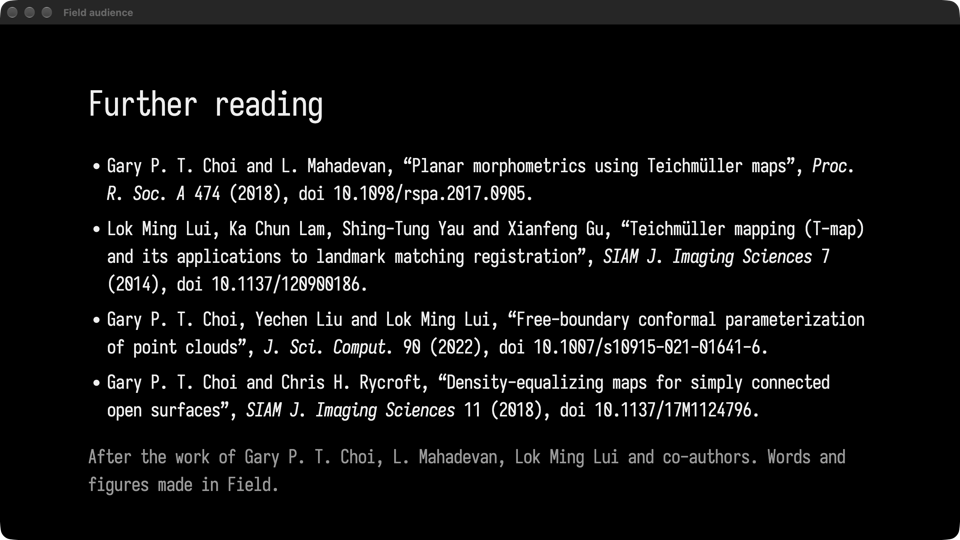 Field audience
Further reading
• Gary P. T. Choi and L. Mahadevan, “Planar morphometrics using Teichmüller maps”, Proc.
R. Soc. A 474 (2018), doi 10.1098/rspa.2017.0905.
• Lok Ming Lui, Ka Chun Lam, Shing-Tung Yau and Xianfeng Gu, “Teichmüller mapping (T-map)
and its applications to landmark matching registration”, SIAM J. Imaging Sciences 7
(2014), doi 10.1137/120900186.
• Gary P. T. Choi, Yechen Liu and Lok Ming Lui, “Free-boundary conformal parameterization
of point clouds”, J. Sci. Comput. 90 (2022), doi 10.1007/s10915-021-01641-6.
• Gary P. T. Choi and Chris H. Rycroft, “Density-equalizing maps for simply connected
open surfaces”, SIAM J. Imaging Sciences 11 (2018), doi 10.1137/17M1124796.
After the work of Gary P. T. Choi, L. Mahadevan, Lok Ming Lui and co-authors. Words and
figures made in Field.